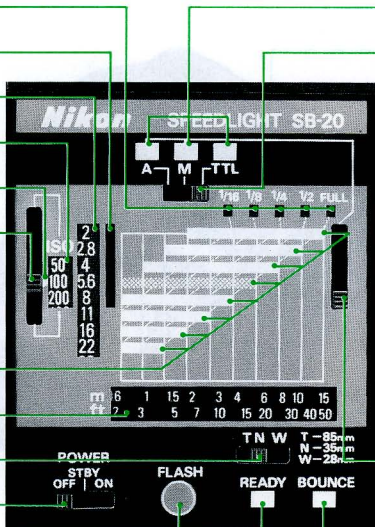 Nikon SPEEDLIGHT SB-20
A M TTL
1/16 1/8 1/4 1/2 FULL
ISO
50
100
200
2
2.8
4
5.6
8
11
16
22
m .6 1 1.5 2 3 4 6 10 15
ft 2 3 5 7 10 15 20 30 40 50
T N W
T–85mm
N–35mm
W–28mm
POWER
STBY
OFF ON
FLASH
READY
BOUNCE